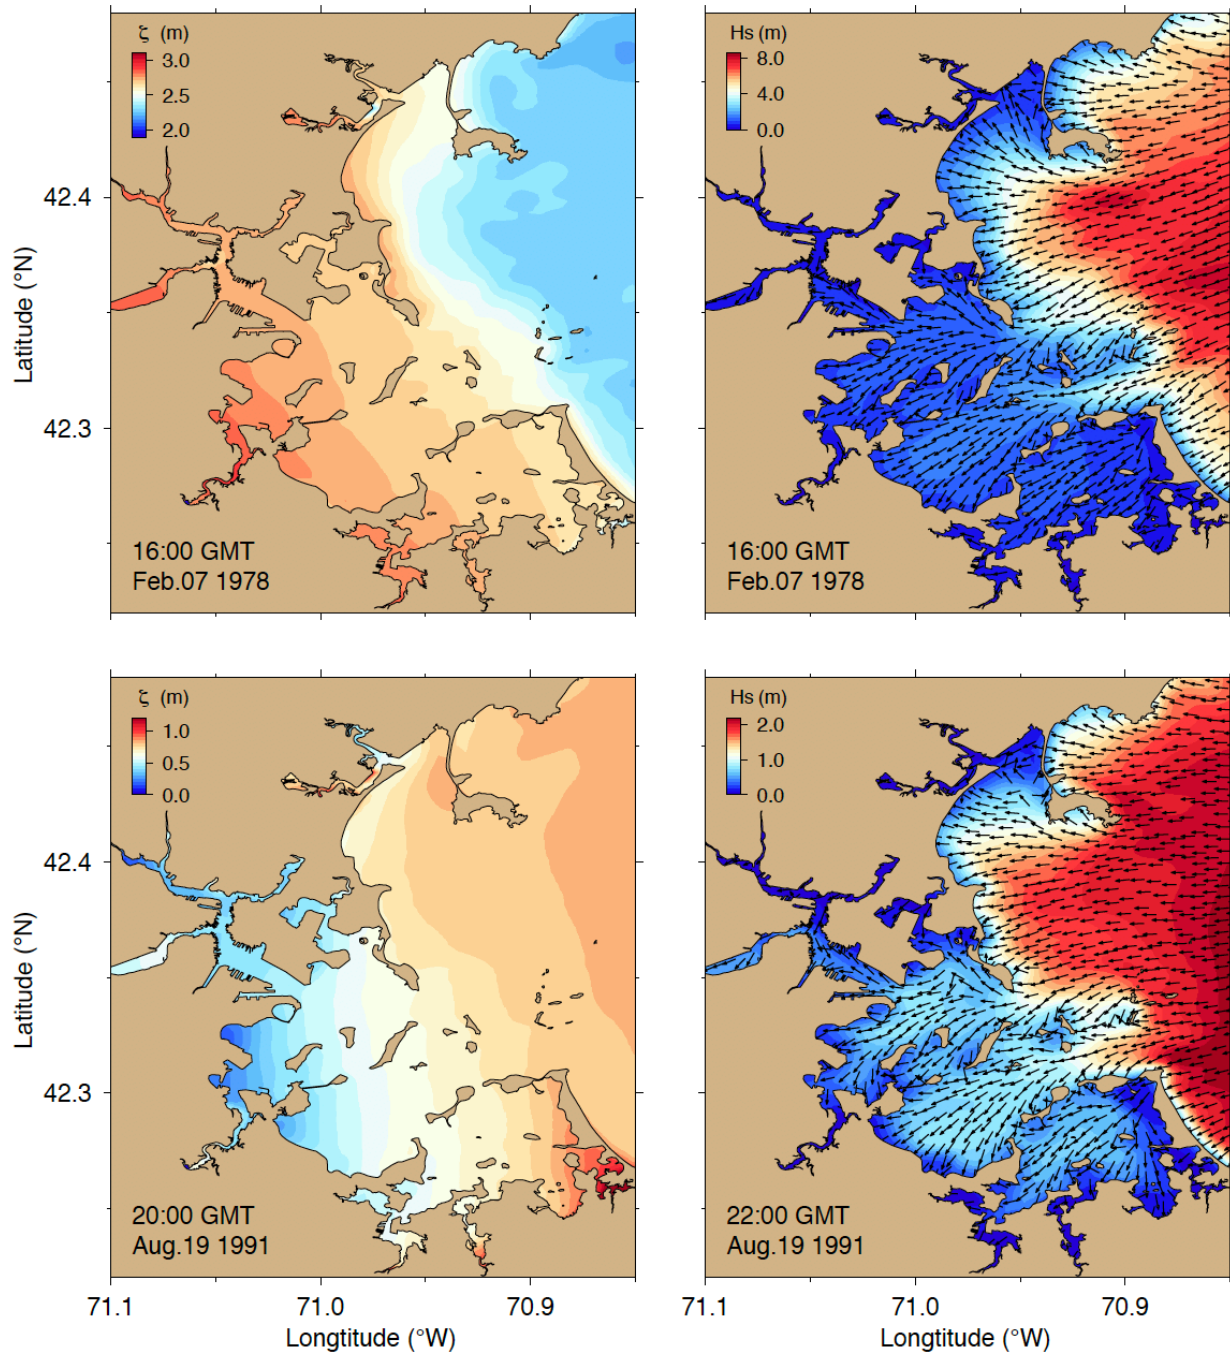 ζ (m)
3.0
2.5
2.0
42.4
42.3
Latitude (°N)
16:00 GMT
Feb.07 1978
Hs (m)
8.0
4.0
0.0
16:00 GMT
Feb.07 1978
ζ (m)
1.0
0.5
0.0
42.4
42.3
Latitude (°N)
20:00 GMT
Aug.19 1991
71.1
71.0
70.9
Longtitude (°W)
Hs (m)
2.0
1.0
0.0
22:00 GMT
Aug.19 1991
71.1
71.0
70.9
Longtitude (°W)